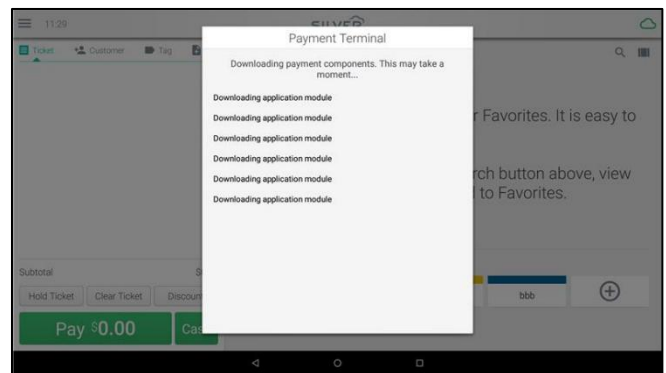 11:29
SILVER
Payment Terminal
Ticket
Customer
Tag
Downloading payment components. This may take a
moment...
Downloading application module
Downloading application module
Downloading application module
Downloading application module
Downloading application module
Downloading application module
r Favorites. It is easy to
rch button above, view
to Favorites.
Subtotal
Hold Ticket
Clear Ticket
Discoun
bbb
Pay $0.00
Cas